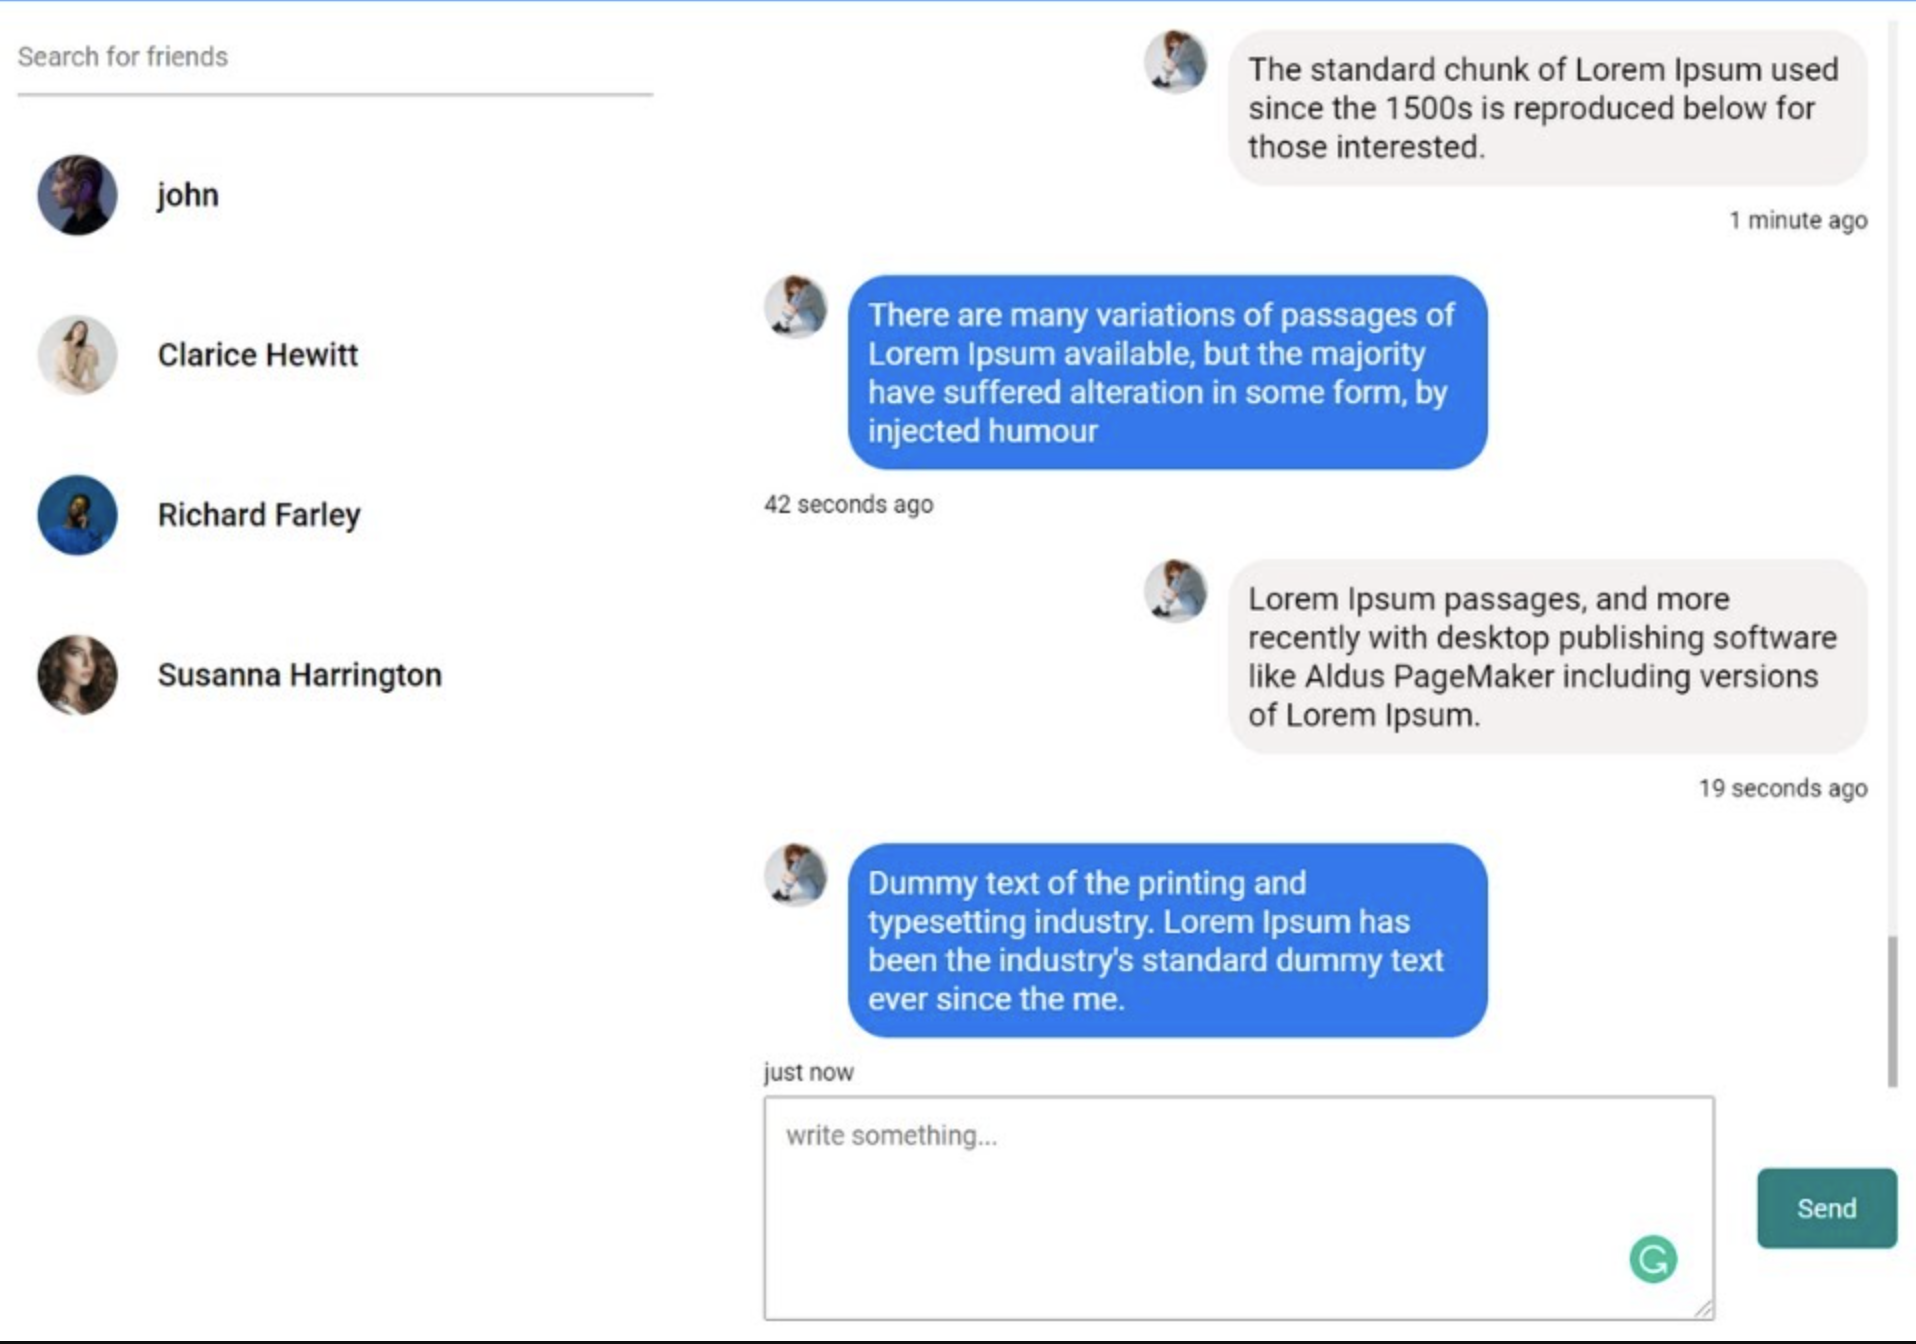 Search for friends
john
Clarice Hewitt
Richard Farley
Susanna Harrington
The standard chunk of Lorem Ipsum used
since the 1500s is reproduced below for
those interested.
1 minute ago
There are many variations of passages of
Lorem Ipsum available, but the majority
have suffered alteration in some form, by
injected humour
42 seconds ago
Lorem Ipsum passages, and more
recently with desktop publishing software
like Aldus PageMaker including versions
of Lorem Ipsum.
19 seconds ago
Dummy text of the printing and
typesetting industry. Lorem Ipsum has
been the industry's standard dummy text
ever since the me.
just now
write something...
Send